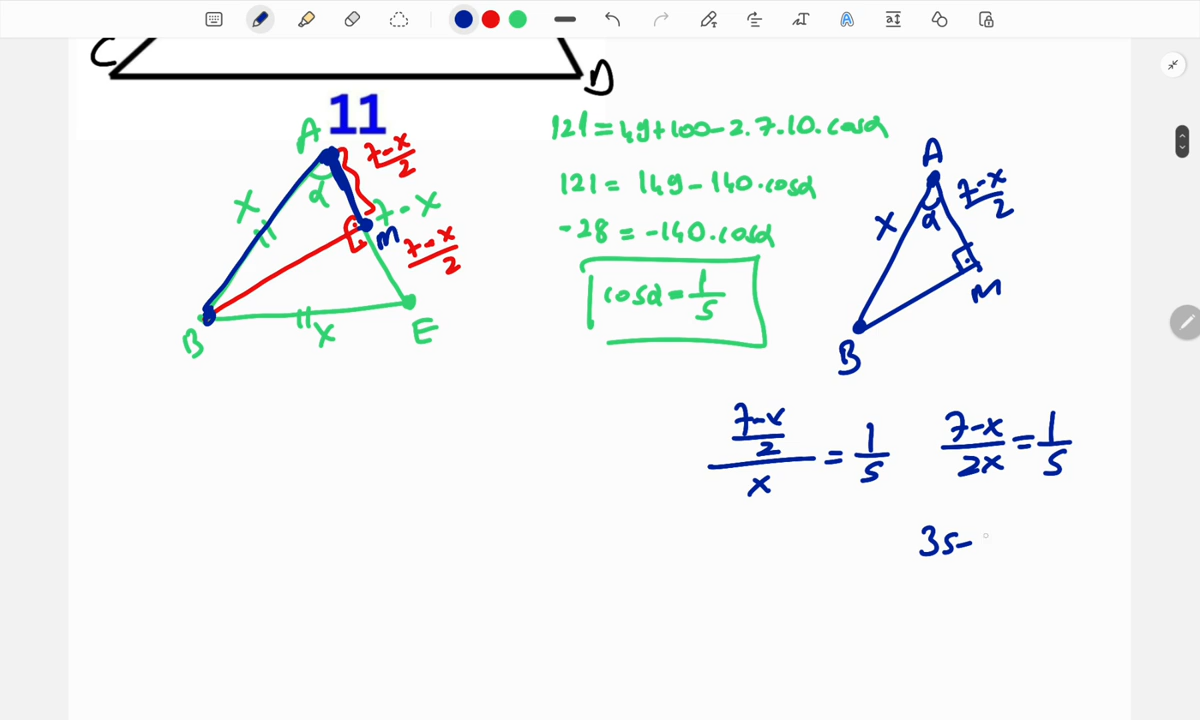 C
D
11
A
α
x
7-x
7-x/2
7-x/2
M
B
x
E
121 = 49+100-2.7.10.cosα
121 = 149-140.cosα
-28 = -140.cosα
cosα = 1/5
A
α
x
7-x/2
M
B
7-x/2/x = 1/5
7-x/2x = 1/5
35-